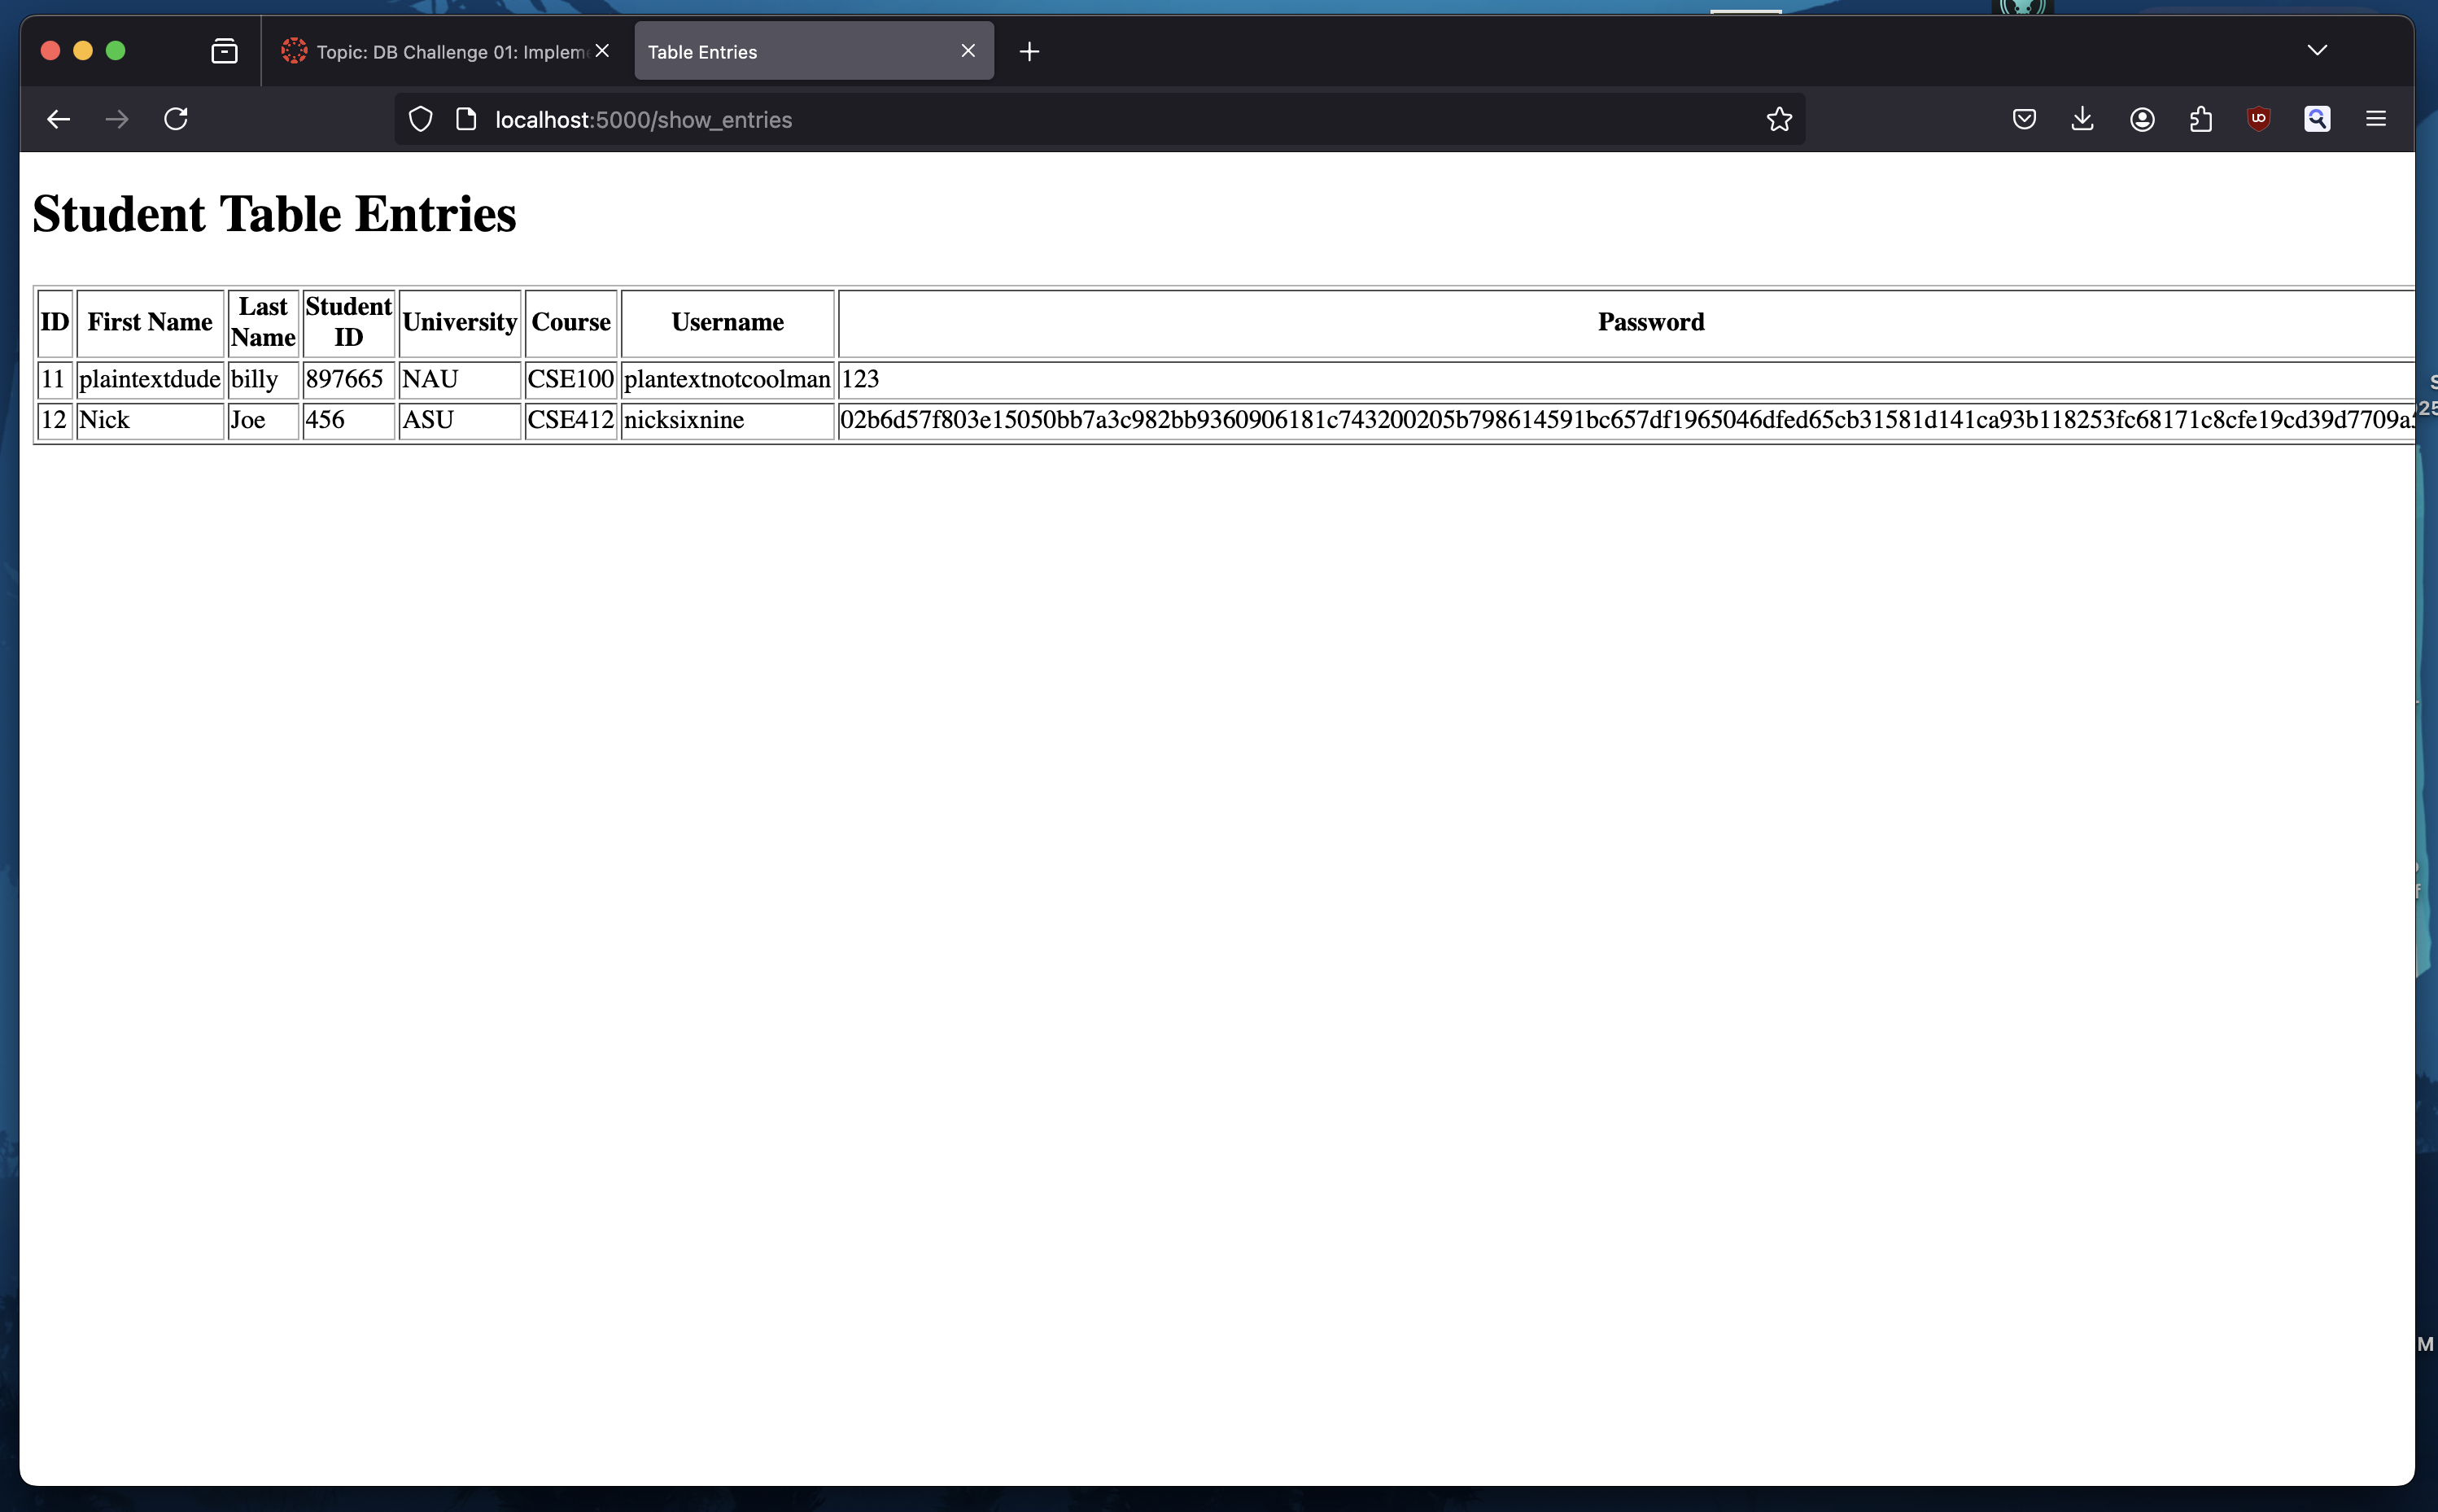 Topic: DB Challenge 01: Implem
Table Entries
localhost:5000/show_entries
Student Table Entries
ID First Name Last Name Student ID University Course Username Password
11 plaintextdude billy 897665 NAU CSE100 plantextnotcoolman 123
12 Nick Joe 456 ASU CSE412 nicksixnine 02b6d57f803e15050bb7a3c982bb9360906181c743200205b798614591bc657df1965046dfed65cb31581d141ca93b118253fc68171c8cfe19cd39d7709a
25
M